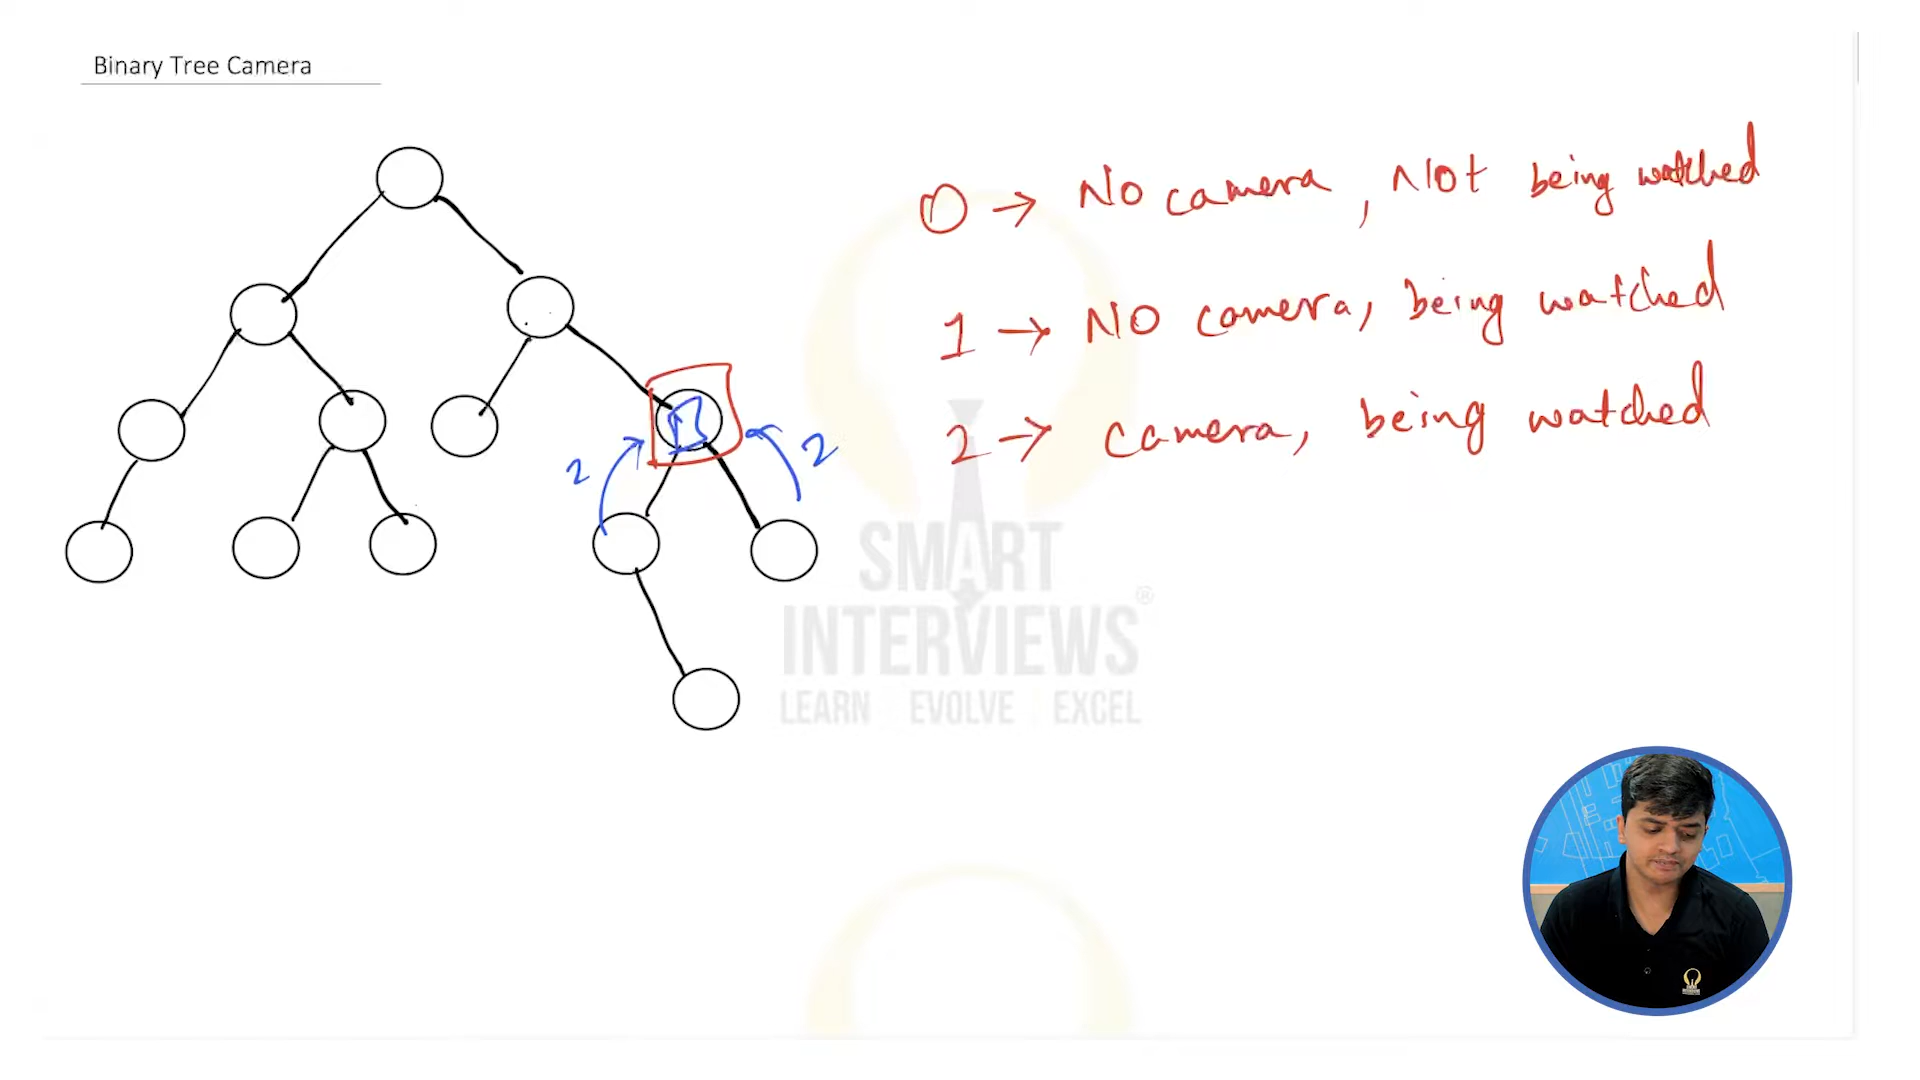 Binary Tree Camera
0 → No camera, Not being watched
1 → No camera, being watched
2 → camera, being watched
2
2
SMART
INTERVIEWS
®
LEARN EVOLVE EXCEL